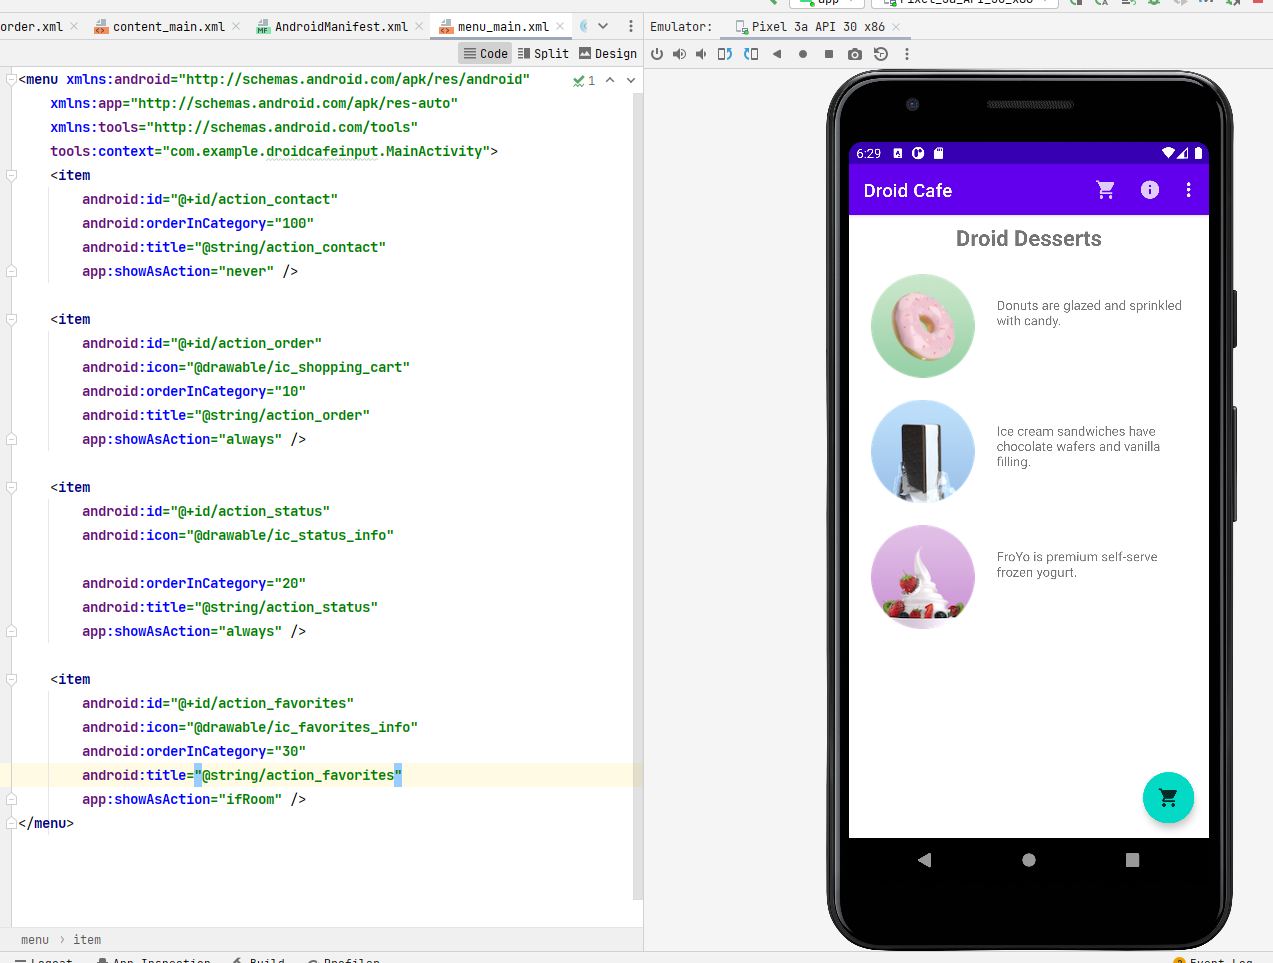 order.xml
content_main.xml
AndroidManifest.xml
menu_main.xml
Emulator:
Pixel 3a API 30 x86
Code
Split
Design
<menu xmlns:android="http://schemas.android.com/apk/res/android"
1
xmlns:app="http://schemas.android.com/apk/res-auto"
xmlns:tools="http://schemas.android.com/tools"
tools:context="com.example.droidcafeinput.MainActivity">
<item
android:id="@+id/action_contact"
android:orderInCategory="100"
android:title="@string/action_contact"
app:showAsAction="never" />
<item
android:id="@+id/action_order"
android:icon="@drawable/ic_shopping_cart"
android:orderInCategory="10"
android:title="@string/action_order"
app:showAsAction="always" />
<item
android:id="@+id/action_status"
android:icon="@drawable/ic_status_info"
android:orderInCategory="20"
android:title="@string/action_status"
app:showAsAction="always" />
<item
android:id="@+id/action_favorites"
android:icon="@drawable/ic_favorites_info"
android:orderInCategory="30"
android:title="@string/action_favorites"
app:showAsAction="ifRoom" />
</menu>
menu > item
6:29
Droid Cafe
Droid Desserts
Donuts are glazed and sprinkled
with candy.
Ice cream sandwiches have
chocolate wafers and vanilla
filling.
FroYo is premium self-serve
frozen yogurt.
Logcat
App Inspection
Build
Profiler
Event Log